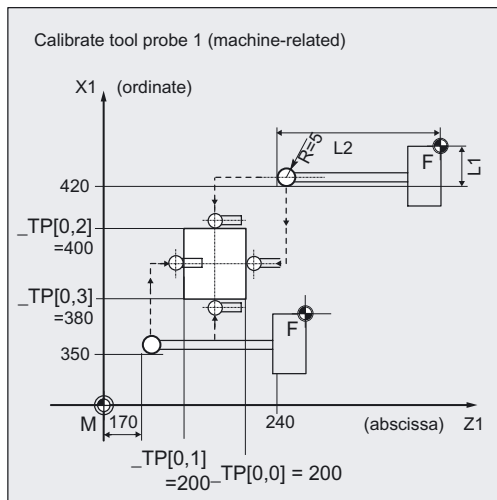 Calibrate tool probe 1 (machine-related)
X1 (ordinate)
R=5
L2
F
L1
420
_TP[0,2]
=400
_TP[0,3]
=380
F
350
M
170
240
(abscissa)
Z1
_TP[0,1]
=200
_TP[0,0] = 200